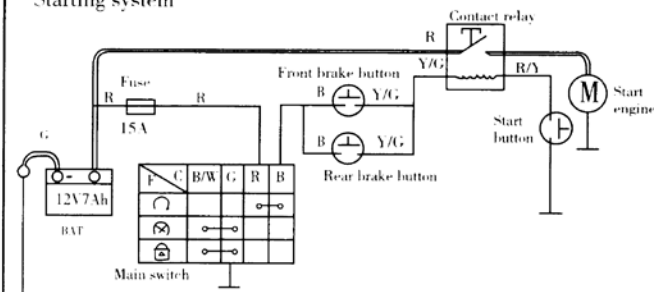 Starting system
Contact relay
R
Y/G
R/Y
Fuse
Front brake button
R
R
B
Y/G
M
Start engine
15A
Start button
G
B
Y/G
Rear brake button
-
12V7Ah
BAT
F C B/W G R B
Main switch